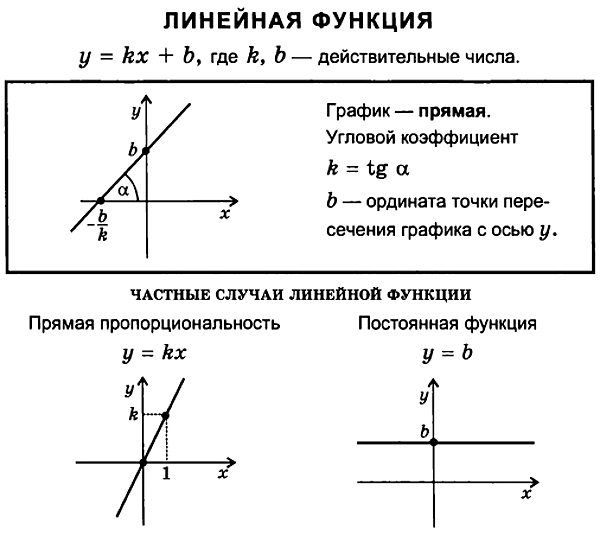 ЛИНЕЙНАЯ ФУНКЦИЯ
y = kx + b, где k, b — действительные числа.
y
b
α
x
-b/k
График — прямая.
Угловой коэффициент
k = tg α
b — ордината точки пере-
сечения графика с осью y.
ЧАСТНЫЕ СЛУЧАИ ЛИНЕЙНОЙ ФУНКЦИИ
Прямая пропорциональность
y = kx
y
k
1
x
Постоянная функция
y = b
y
b
x